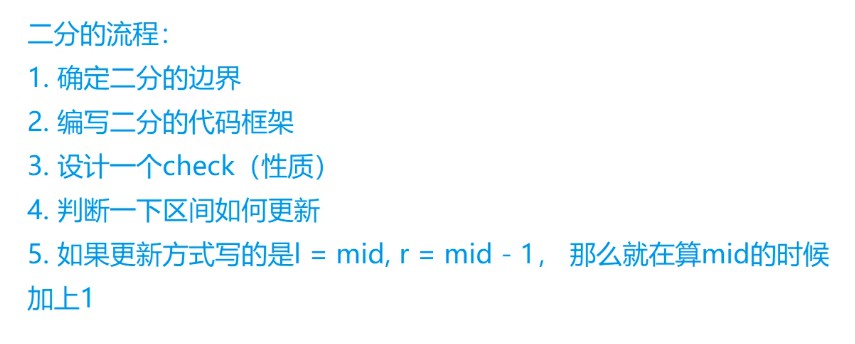 二分的流程：
1. 确定二分的边界
2. 编写二分的代码框架
3. 设计一个check（性质）
4. 判断一下区间如何更新
5. 如果更新方式写的是l = mid, r = mid - 1， 那么就在算mid的时候
加上1